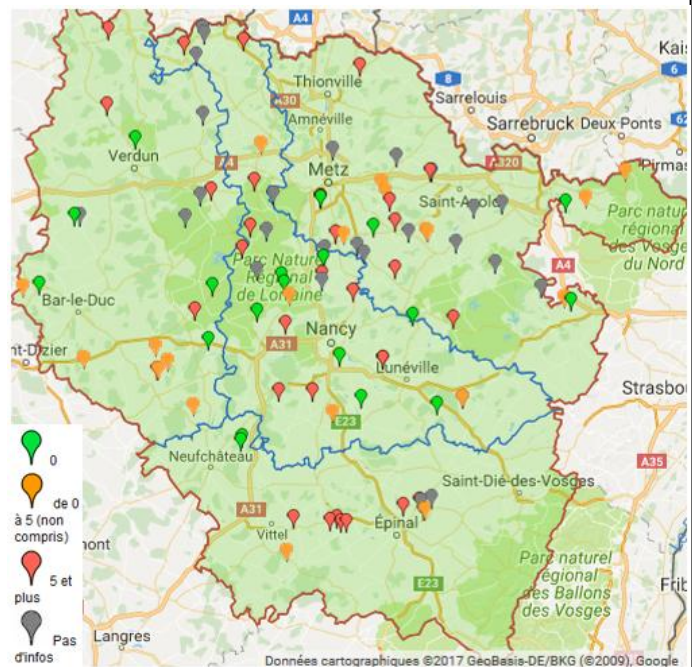 A4
Kais
6
8
Thionville
A30
Sarrelouis
Amnéville
Sarrebruck
Deux Ponts
62
Verdun
A4
Metz
A320
Pirmas
Saint-Avold
Parc naturel
régional
des Vosges
du Nord
Parc Naturel
Régional
de Lorraine
A4
Bar-le-Duc
Nancy
nt-Dizier
A31
Lunéville
Strasbo
E23
0
Neufchâteau
A35
de 0
à 5 (non
compris)
Saint-Dié-des-Vosges
A31
Vittel
Épinal
mont
5 et
plus
Parc naturel
régional
des Ballons
des Vosges
E23
Frib
Pas
d'infos
Langres
Données cartographiques ©2017 GeoBasis-DE/BKG (©2009), Google